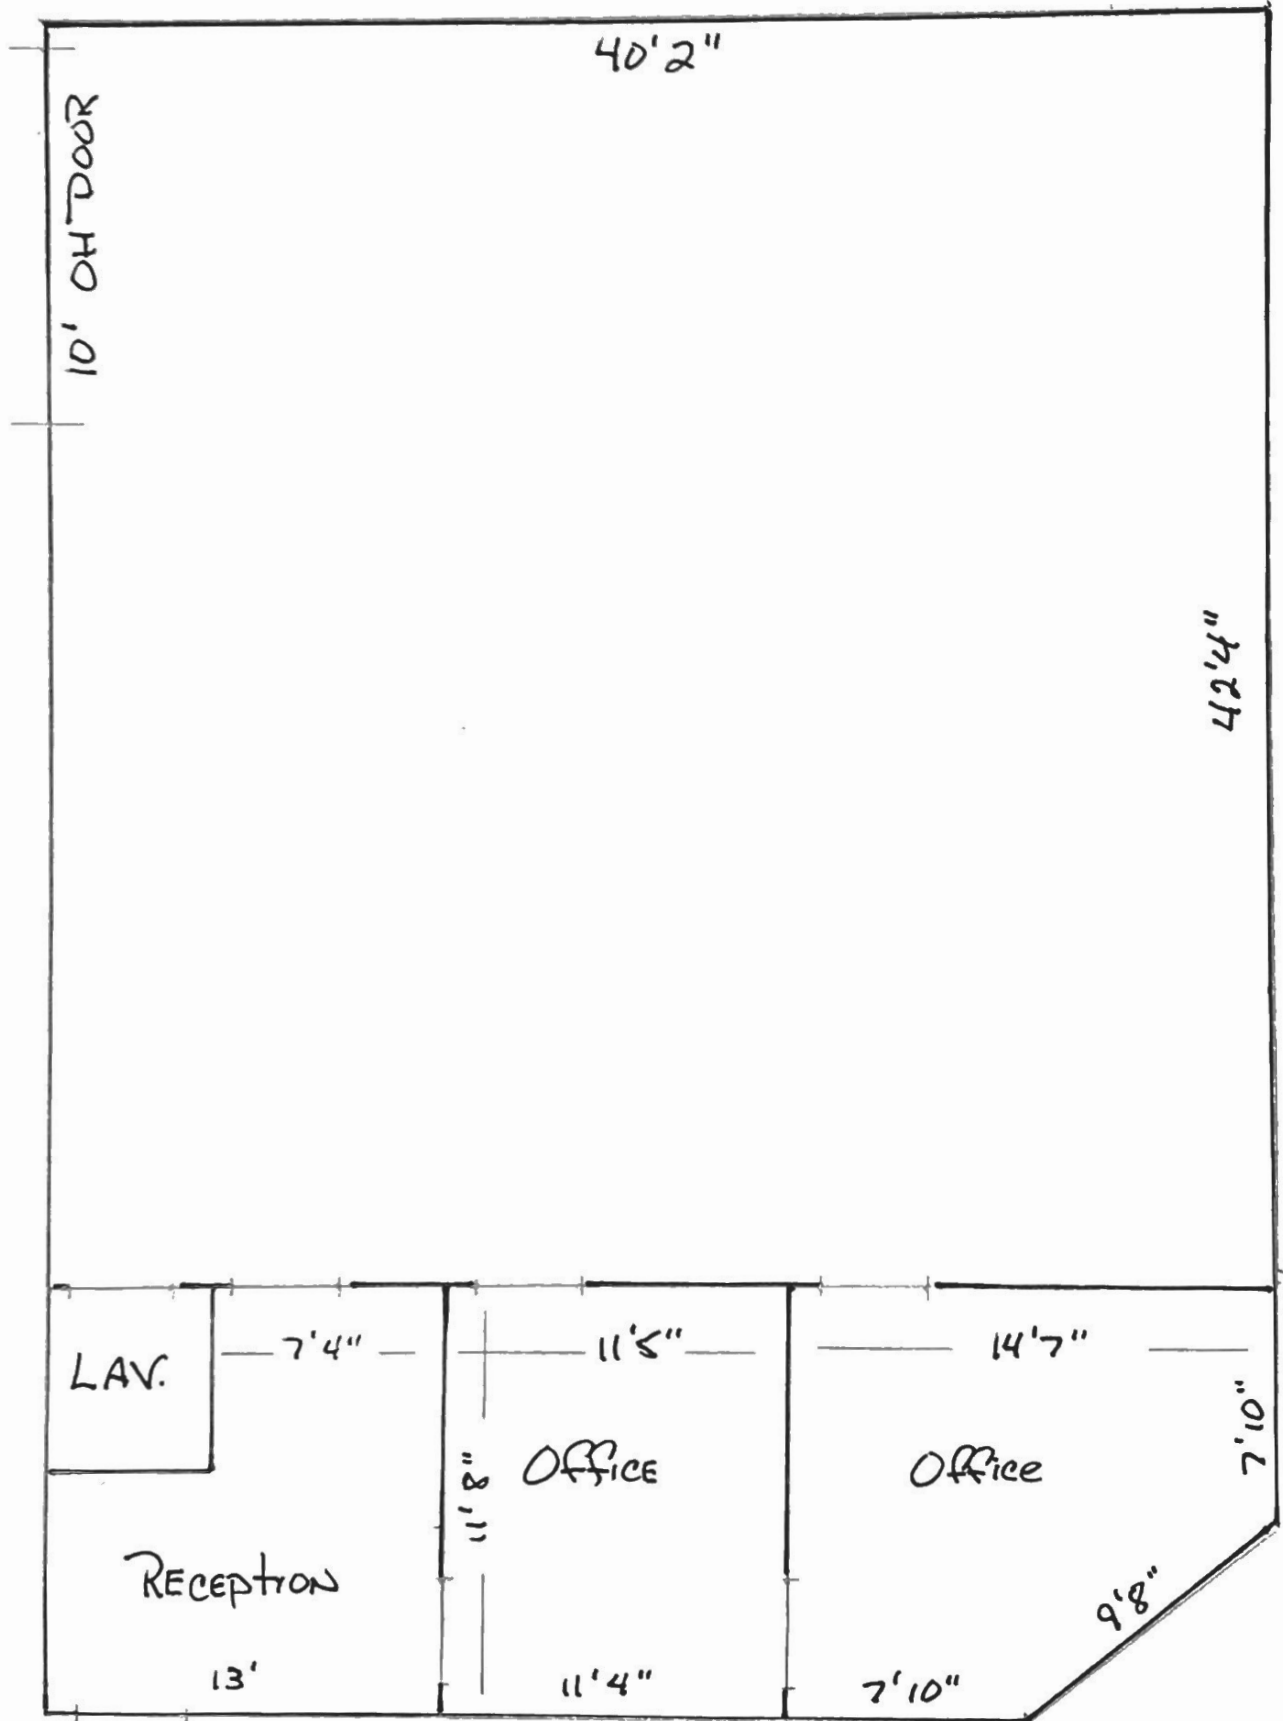 40'2"
10' OH DOOR
42'4"
7'4"
11'5"
14'7"
LAV.
7'10"
11'8"
Office
Office
Reception
9'8"
13'
11'4"
7'10"